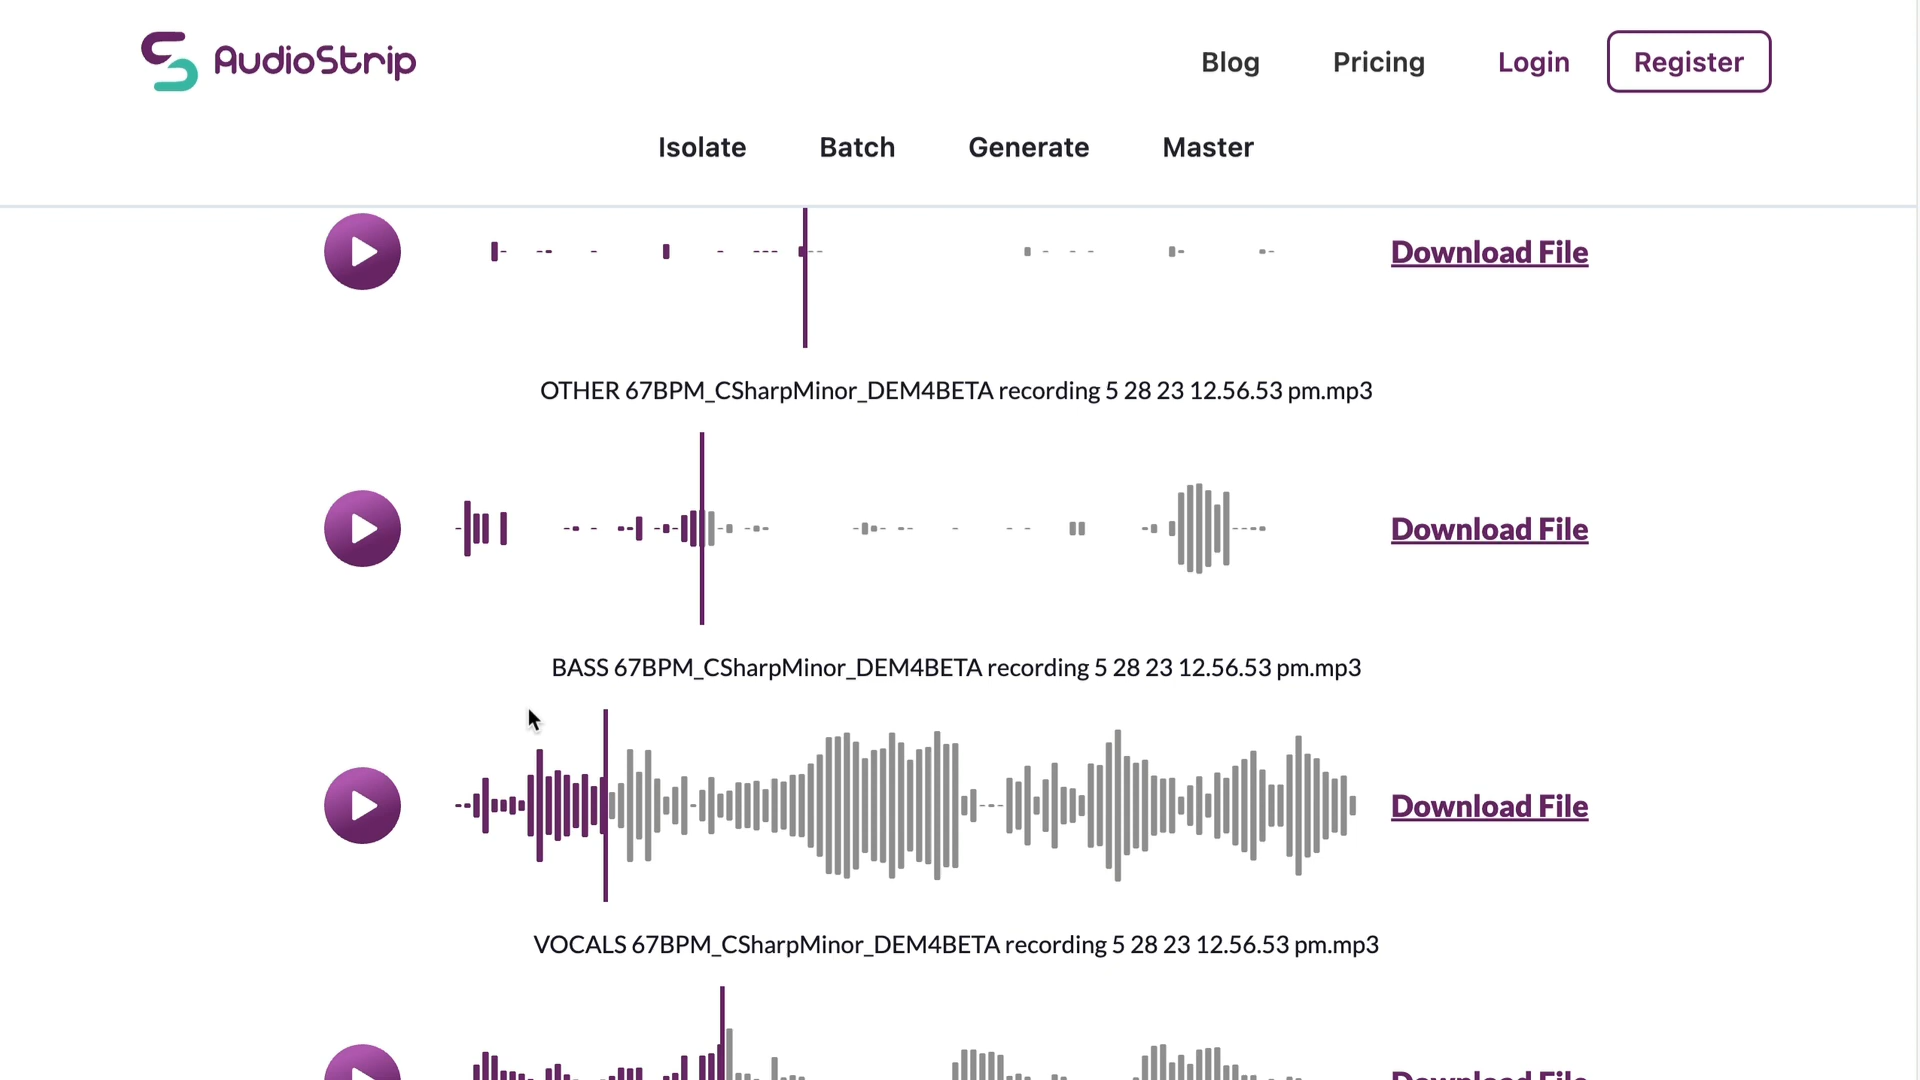 AudioStrip
Blog
Pricing
Login
Register
Isolate
Batch
Generate
Master
Download File
OTHER 67BPM_CSharpMinor_DEM4BETA recording 5 28 23 12.56.53 pm.mp3
Download File
BASS 67BPM_CSharpMinor_DEM4BETA recording 5 28 23 12.56.53 pm.mp3
Download File
VOCALS 67BPM_CSharpMinor_DEM4BETA recording 5 28 23 12.56.53 pm.mp3
Download File